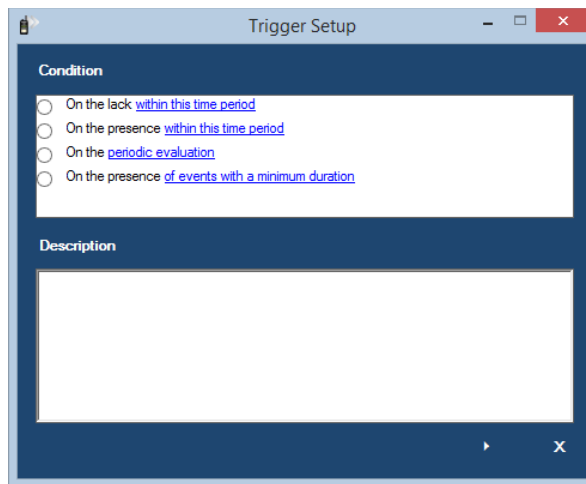 Trigger Setup
Condition
On the lack within this time period
On the presence within this time period
On the periodic evaluation
On the presence of events with a minimum duration
Description
X